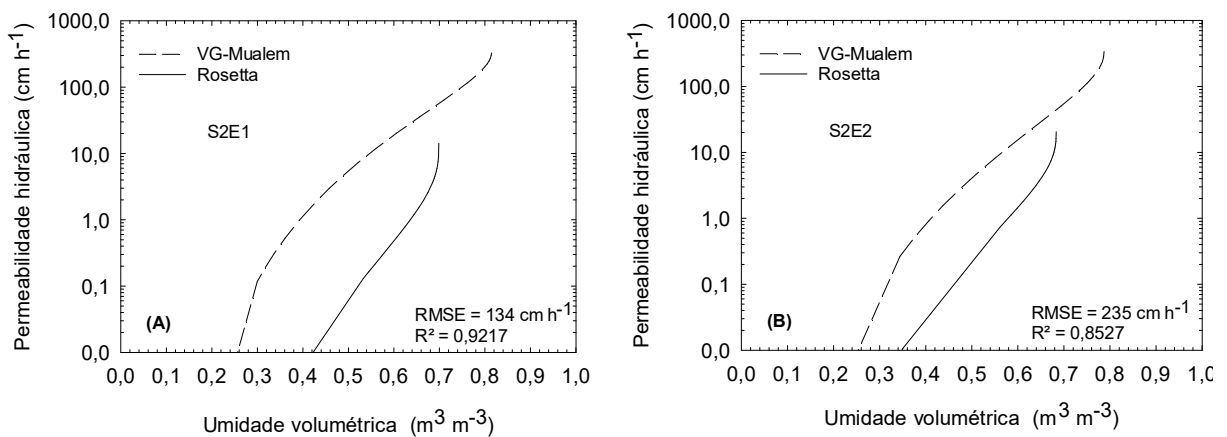 1000,0
100,0
10,0
1,0
0,1
0,0
Permeabilidade hidráulica (cm h-1)
VG-Mualem
Rosetta
S2E1
(A)
RMSE = 134 cm h-1
R² = 0,9217
0,0 0,1 0,2 0,3 0,4 0,5 0,6 0,7 0,8 0,9 1,0
Umidade volumétrica (m3 m-3)
1000,0
100,0
10,0
1,0
0,1
0,0
Permeabilidade hidráulica (cm h-1)
VG-Mualem
Rosetta
S2E2
(B)
RMSE = 235 cm h-1
R² = 0,8527
0,0 0,1 0,2 0,3 0,4 0,5 0,6 0,7 0,8 0,9 1,0
Umidade volumétrica (m3 m-3)